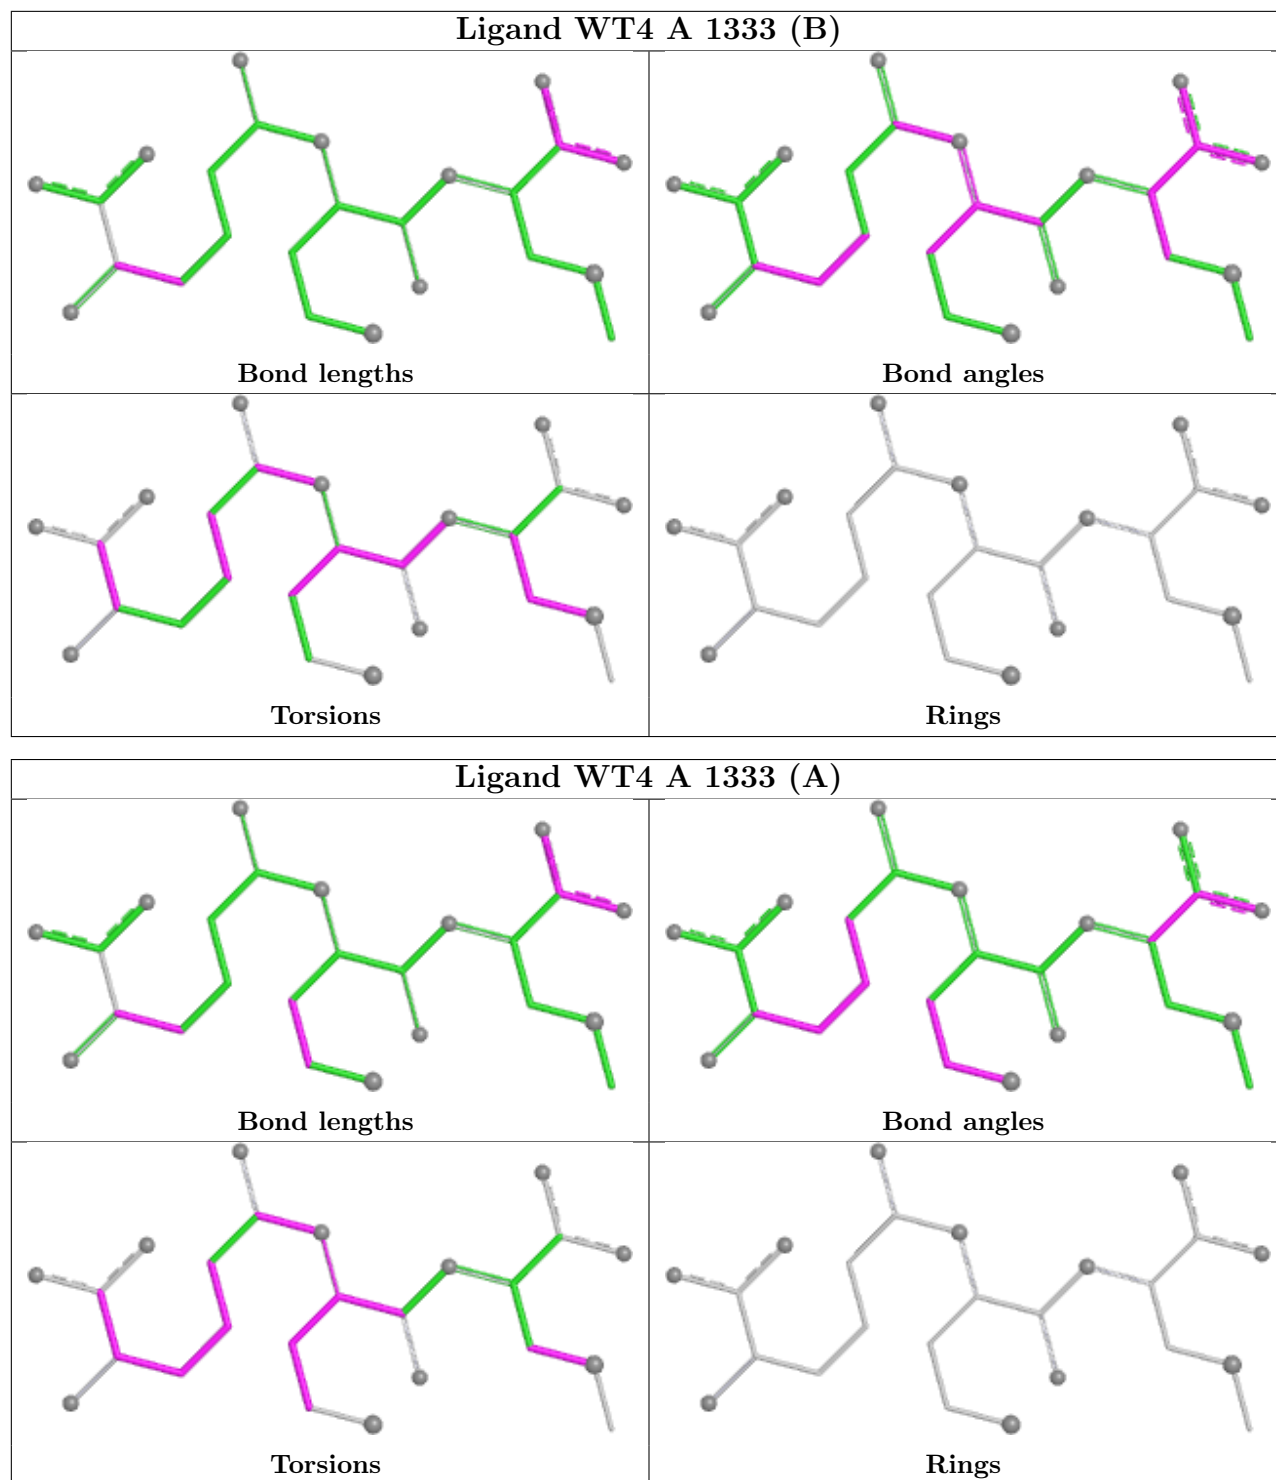 Ligand WT4 A 1333 (B)
Bond lengths
Bond angles
Torsions
Rings
Ligand WT4 A 1333 (A)
Bond lengths
Bond angles
Torsions
Rings